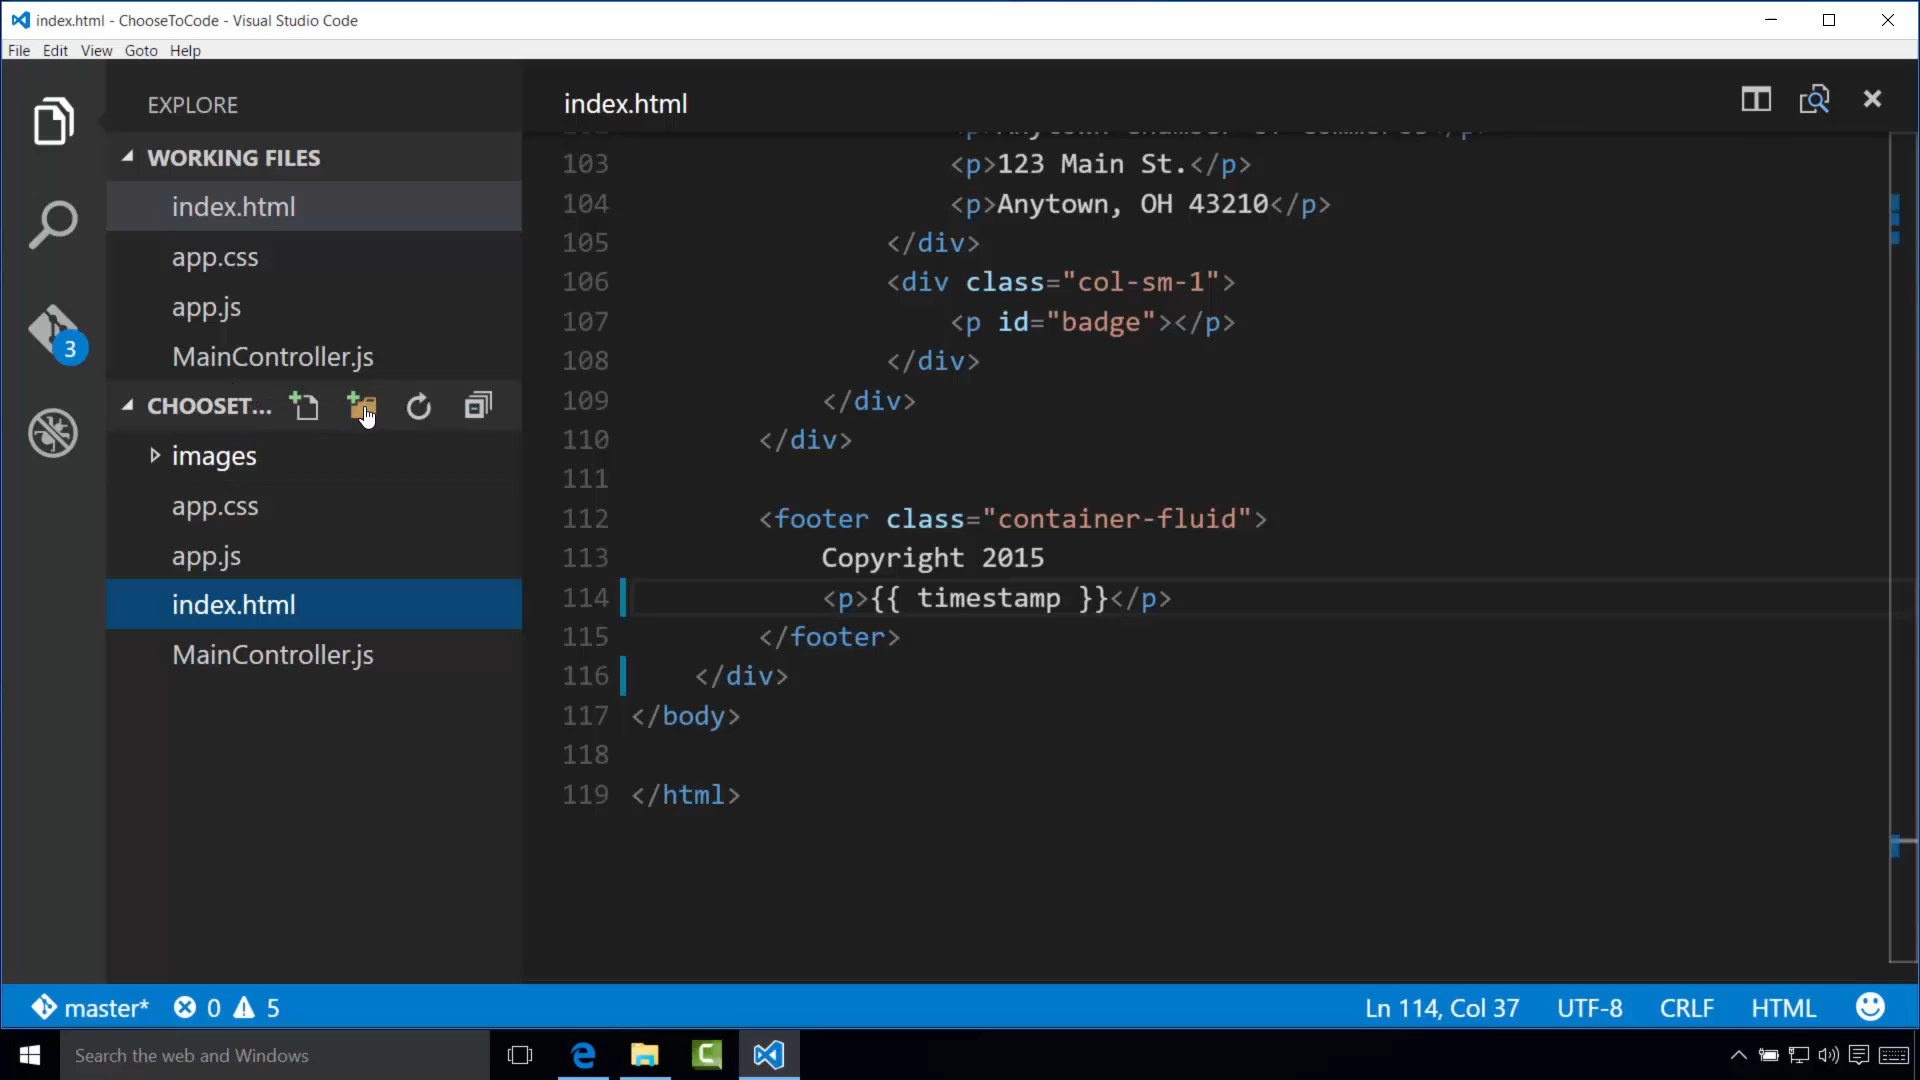 index.html - ChooseToCode - Visual Studio Code
File Edit View Goto Help
EXPLORE
WORKING FILES
index.html
app.css
app.js
MainController.js
3
CHOOSET...
images
app.css
app.js
index.html
MainController.js
index.html
103 <p>123 Main St.</p>
104 <p>Anytown, OH 43210</p>
105 </div>
106 <div class="col-sm-1">
107 <p id="badge"></p>
108 </div>
109 </div>
110 </div>
111
112 <footer class="container-fluid">
113 Copyright 2015
114 <p>{{ timestamp }}</p>
115 </footer>
116 </div>
117 </body>
118
119 </html>
master* 0 5
Ln 114, Col 37 UTF-8 CRLF HTML
Search the web and Windows